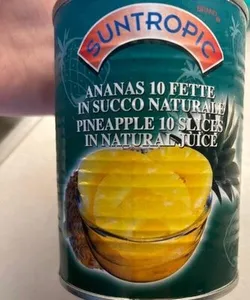 SUNTROPIC
ANANAS 10 FETTE
IN SUCCO NATURALE
PINEAPPLE 10 SLICES
IN NATURAL JUICE